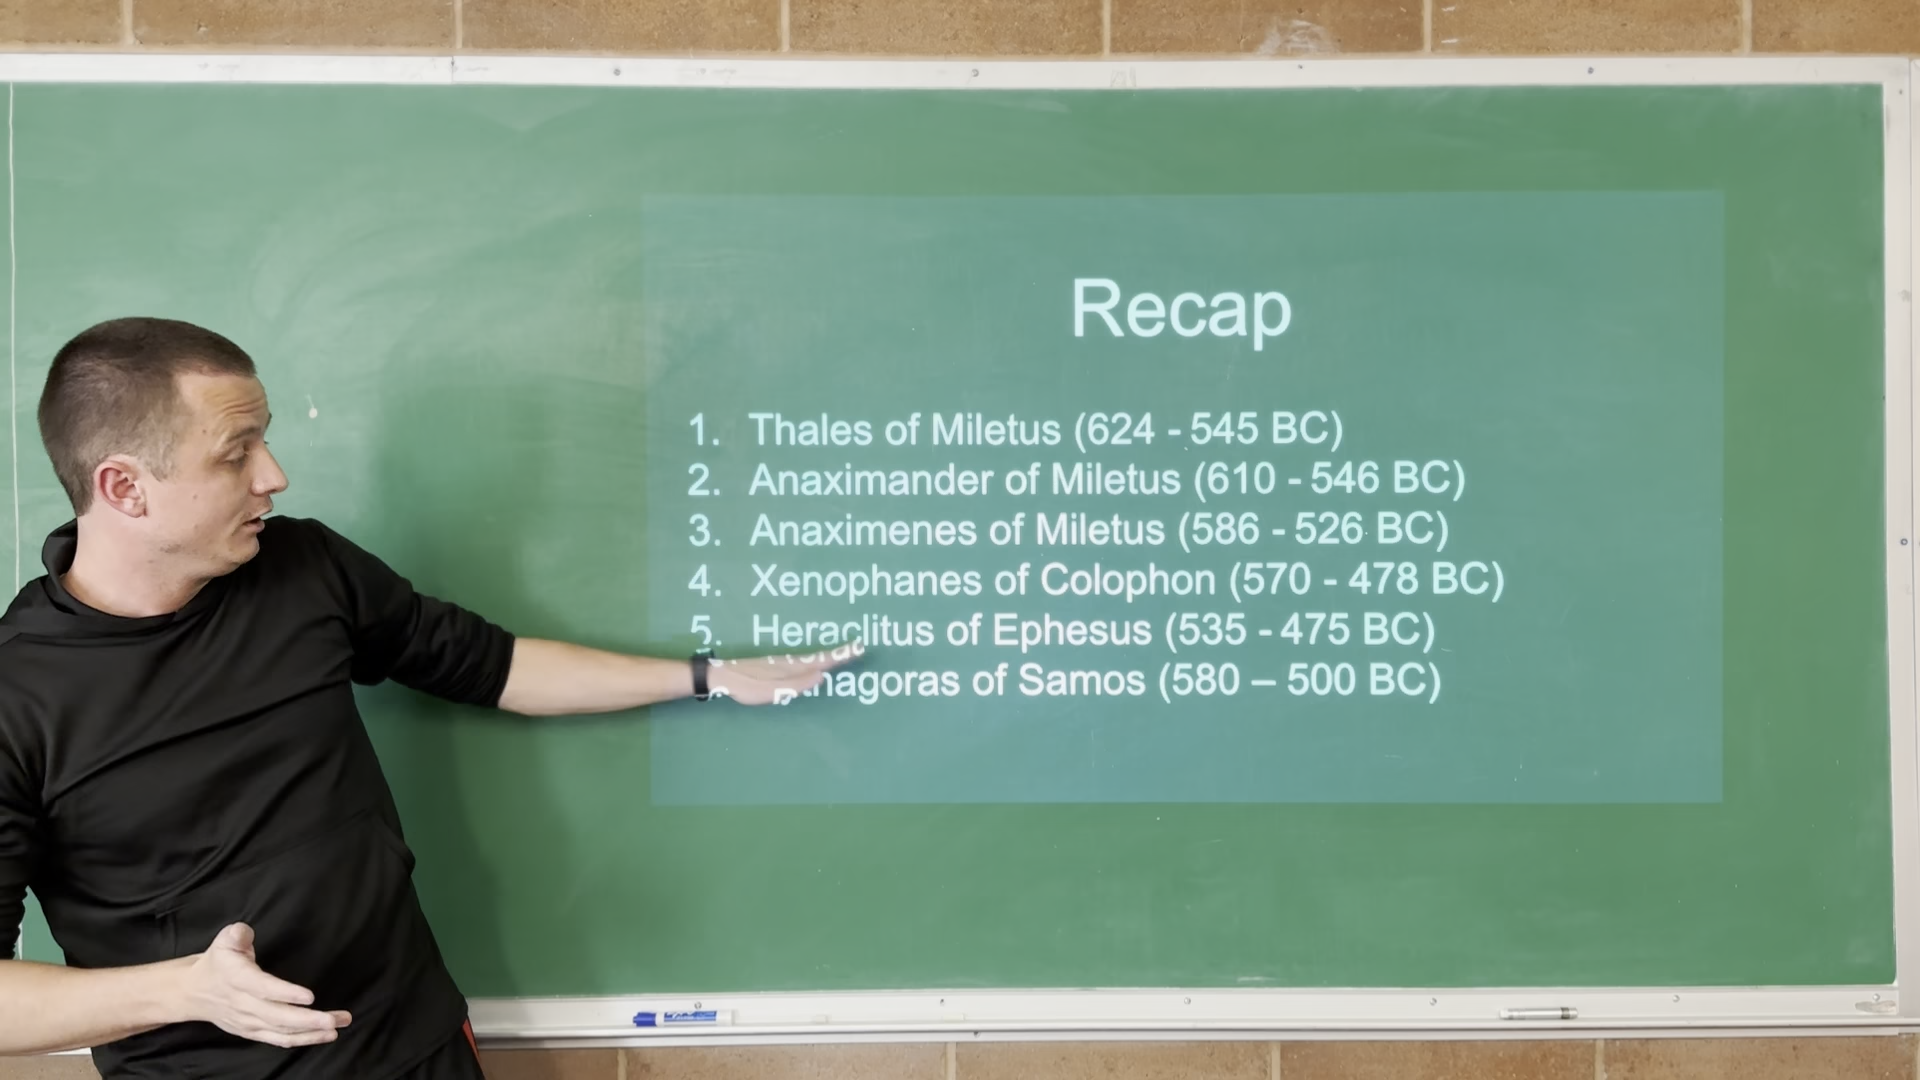 Recap
1. Thales of Miletus (624 - 545 BC)
2. Anaximander of Miletus (610 - 546 BC)
3. Anaximenes of Miletus (586 - 526 BC)
4. Xenophanes of Colophon (570 - 478 BC)
5. Heraclitus of Ephesus (535 - 475 BC)
of Samos (580 – 500 BC)